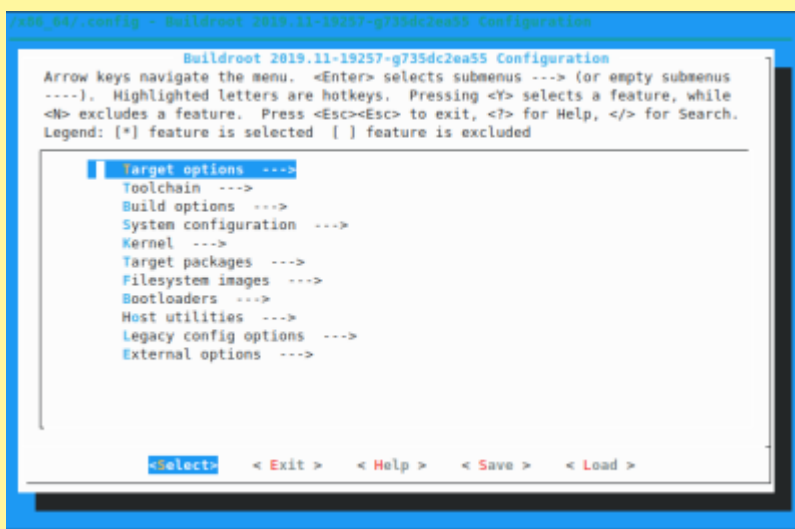 /x86_64/.config - Buildroot 2019.11-19257-g735dc2ea55 Configuration
Buildroot 2019.11-19257-g735dc2ea55 Configuration
Arrow keys navigate the menu.  <Enter> selects submenus ---> (or empty submenus
----).  Highlighted letters are hotkeys.  Pressing <Y> selects a feature, while
<N> excludes a feature.  Press <Esc><Esc> to exit, <?> for Help, </> for Search.
Legend: [*] feature is selected  [ ] feature is excluded
Target options  --->
Toolchain  --->
Build options  --->
System configuration  --->
Kernel  --->
Target packages  --->
Filesystem images  --->
Bootloaders  --->
Host utilities  --->
Legacy config options  --->
External options  --->
<Select>    < Exit >    < Help >    < Save >    < Load >